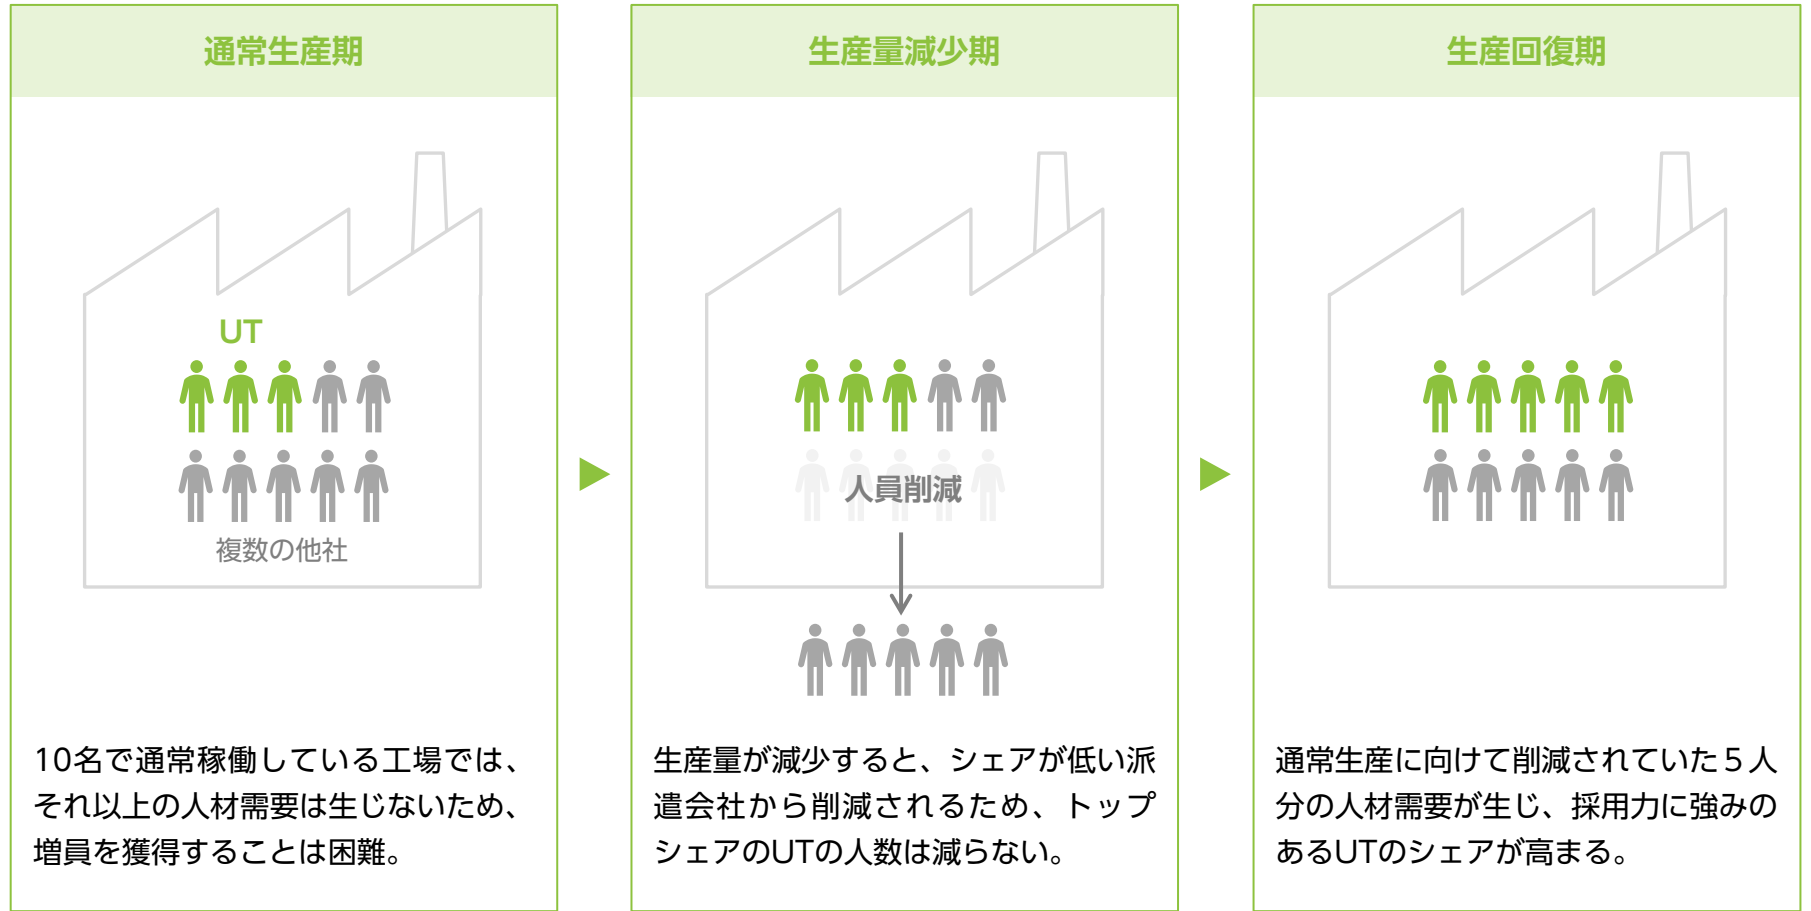 通常生産期
UT
複数の他社
10名で通常稼働している工場では、
それ以上の人材需要は生じないため、
増員を獲得することは困難。
生産量減少期
人員削減
生産量が減少すると、シェアが低い派
遣会社から削減されるため、トップ
シェアのUTの人数は減らない。
生産回復期
通常生産に向けて削減されていた５人
分の人材需要が生じ、採用力に強みの
あるUTのシェアが高まる。